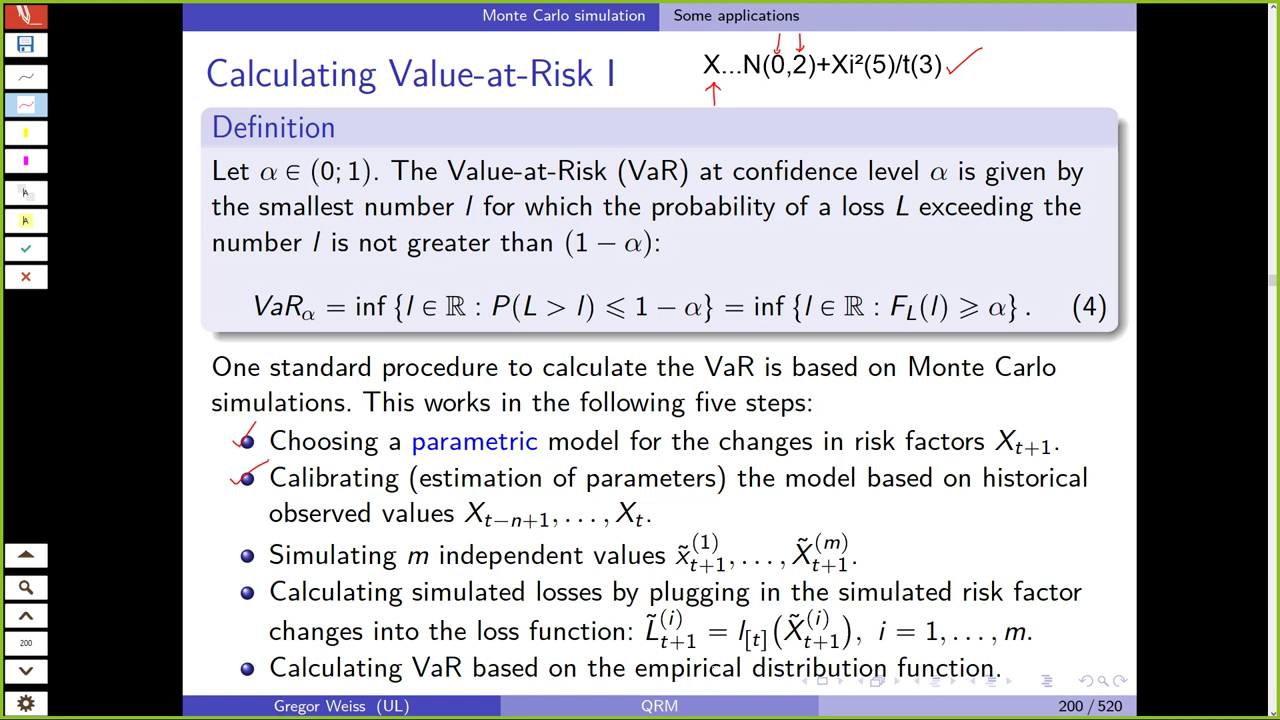 Monte Carlo simulation Some applications
Calculating Value-at-Risk I
X...N(0,2)+Xi²(5)/t(3)
Definition
Let α ∈ (0; 1). The Value-at-Risk (VaR) at confidence level α is given by
the smallest number l for which the probability of a loss L exceeding the
number l is not greater than (1 − α):
VaR_α = inf {l ∈ ℝ : P(L > l) ⩽ 1 − α} = inf {l ∈ ℝ : F_L(l) ⩾ α} . (4)
One standard procedure to calculate the VaR is based on Monte Carlo
simulations. This works in the following five steps:
Choosing a parametric model for the changes in risk factors X_{t+1}.
Calibrating (estimation of parameters) the model based on historical
observed values X_{t−n+1}, . . . , X_t.
Simulating m independent values x̃_{t+1}^{(1)}, . . . , X̃_{t+1}^{(m)}.
Calculating simulated losses by plugging in the simulated risk factor
changes into the loss function: L̃_{t+1}^{(i)} = l_{[t]}(X̃_{t+1}^{(i)}), i = 1, . . . , m.
Calculating VaR based on the empirical distribution function.
200
Gregor Weiss (UL) QRM 200 / 520